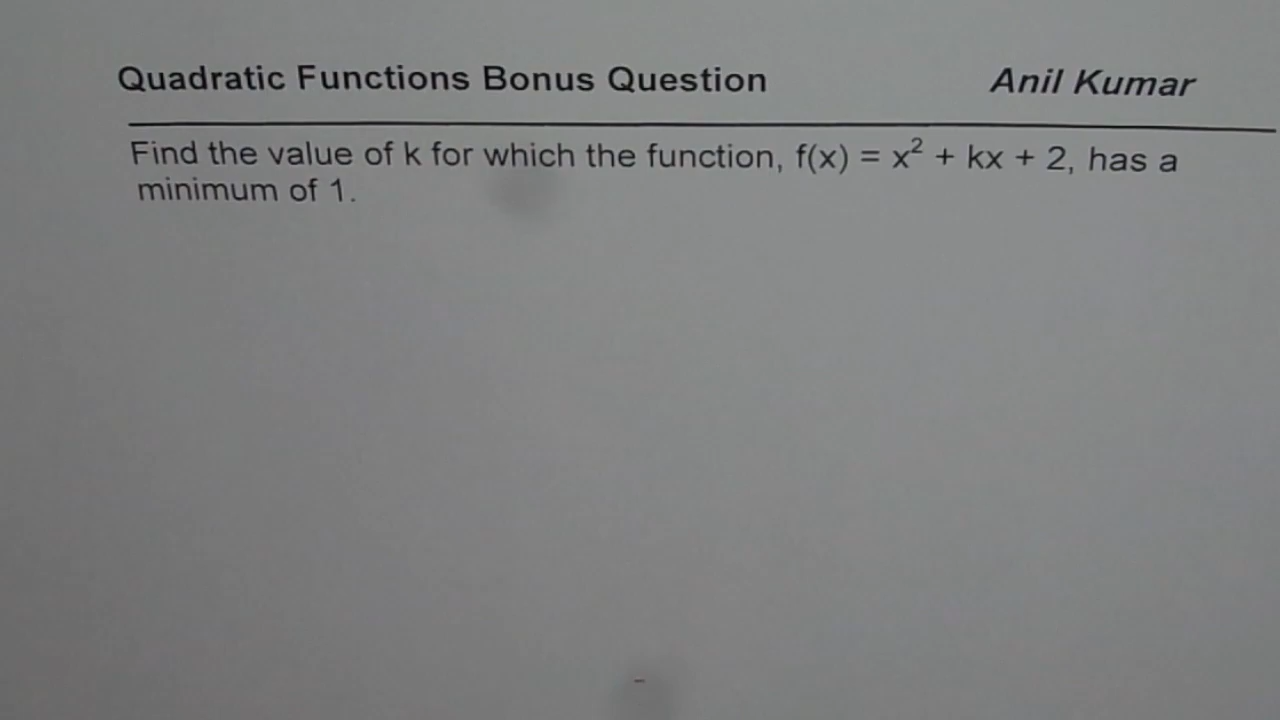 Quadratic Functions Bonus Question Anil Kumar
Find the value of k for which the function, f(x) = x² + kx + 2, has a
minimum of 1.